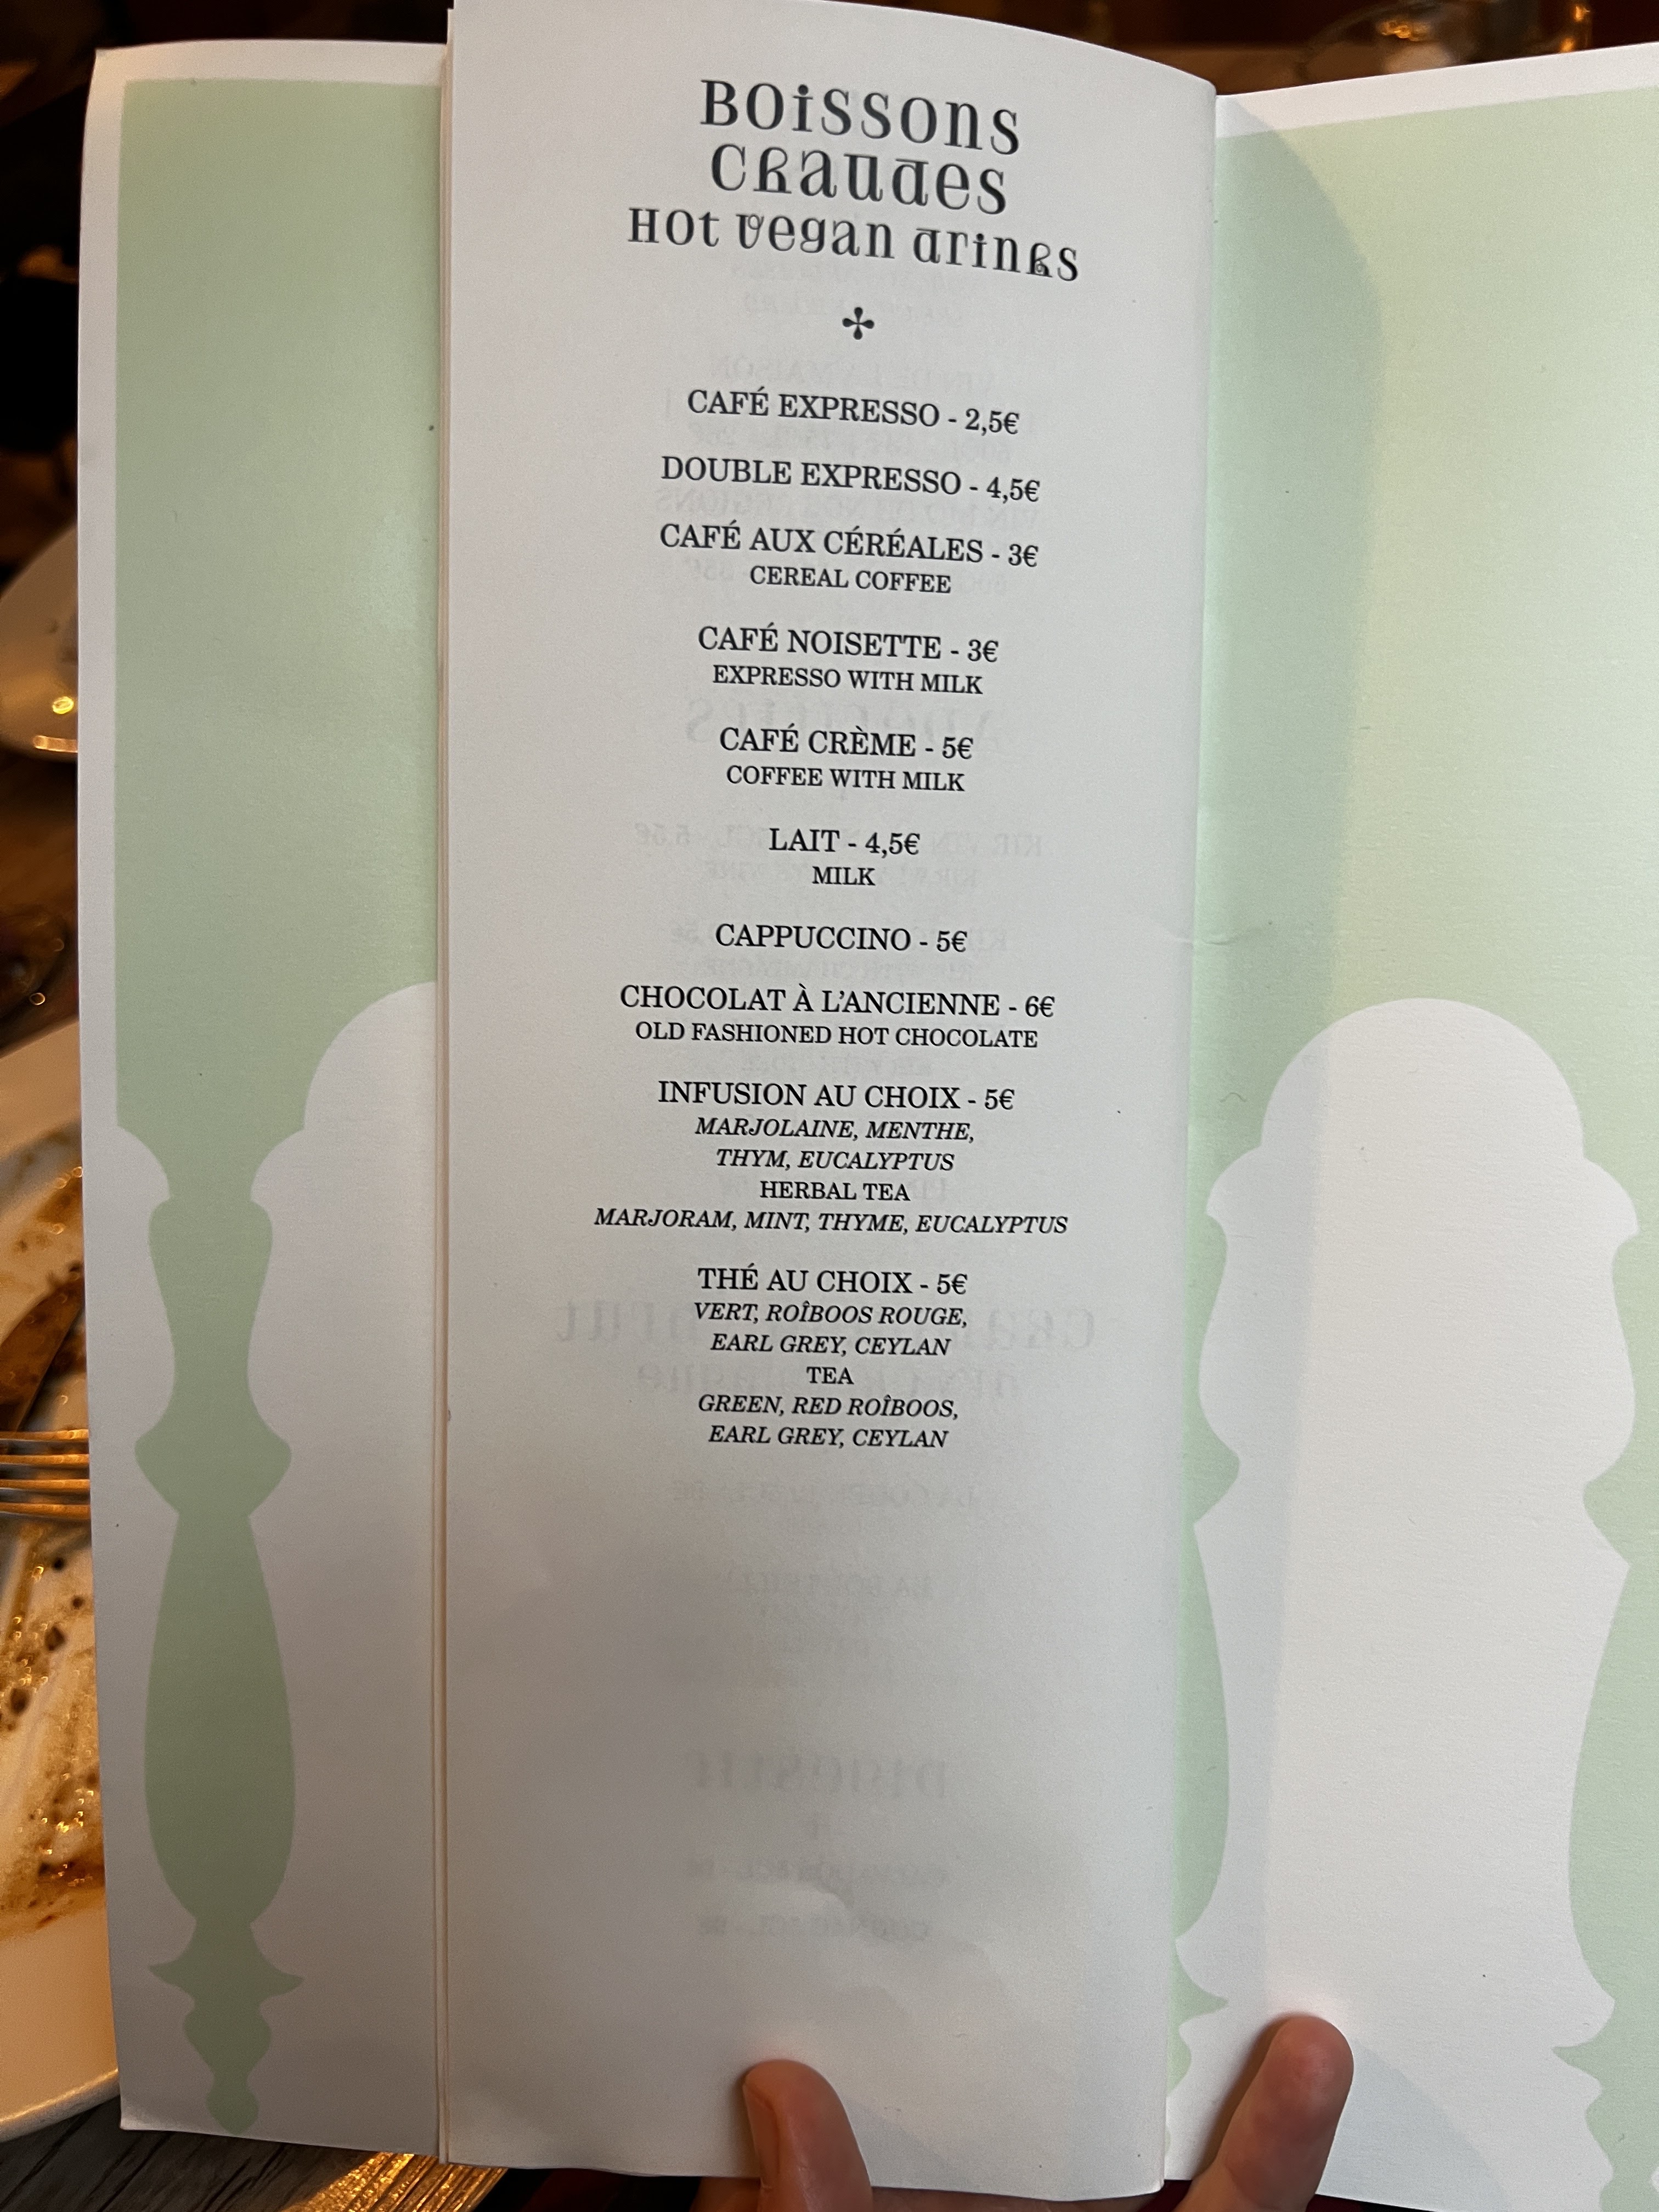 Boissons
Chaudes
Hot vegan drinks
CAFÉ EXPRESSO - 2,5€
DOUBLE EXPRESSO - 4,5€
CAFÉ AUX CÉRÉALES - 3€
CEREAL COFFEE
CAFÉ NOISETTE - 3€
EXPRESSO WITH MILK
CAFÉ CRÈME - 5€
COFFEE WITH MILK
LAIT - 4,5€
MILK
CAPPUCCINO - 5€
CHOCOLAT À L'ANCIENNE - 6€
OLD FASHIONED HOT CHOCOLATE
INFUSION AU CHOIX - 5€
MARJOLAINE, MENTHE,
THYM, EUCALYPTUS
HERBAL TEA
MARJORAM, MINT, THYME, EUCALYPTUS
THÉ AU CHOIX - 5€
VERT, ROÎBOOS ROUGE,
EARL GREY, CEYLAN
TEA
GREEN, RED ROÎBOOS,
EARL GREY, CEYLAN